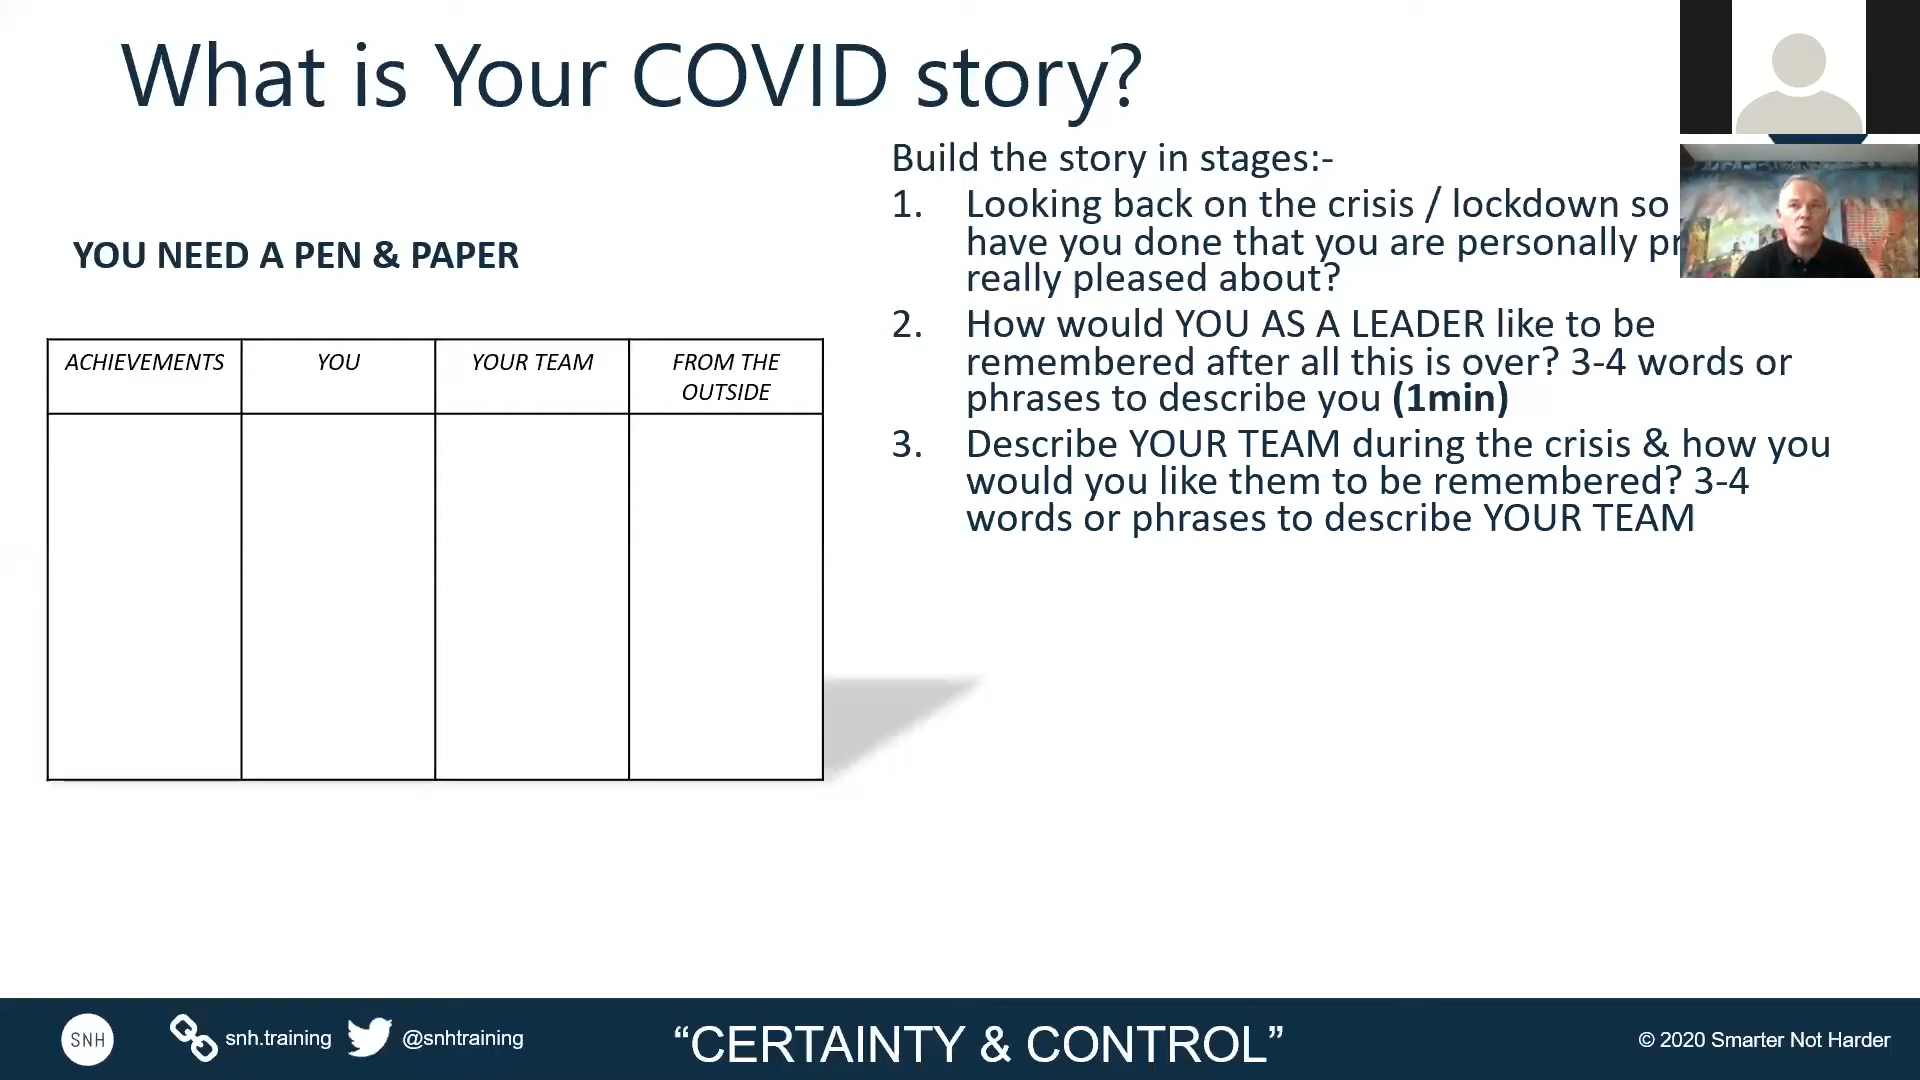 What is Your COVID story?
YOU NEED A PEN & PAPER
ACHIEVEMENTS
YOU
YOUR TEAM
FROM THE
OUTSIDE
Build the story in stages:-
1. Looking back on the crisis / lockdown so
have you done that you are personally
really pleased about?
2. How would YOU AS A LEADER like to be
remembered after all this is over? 3-4 words or
phrases to describe you (1min)
3. Describe YOUR TEAM during the crisis & how you
would you like them to be remembered? 3-4
words or phrases to describe YOUR TEAM
SNH
snh.training
@snhtraining
“CERTAINTY & CONTROL”
© 2020 Smarter Not Harder